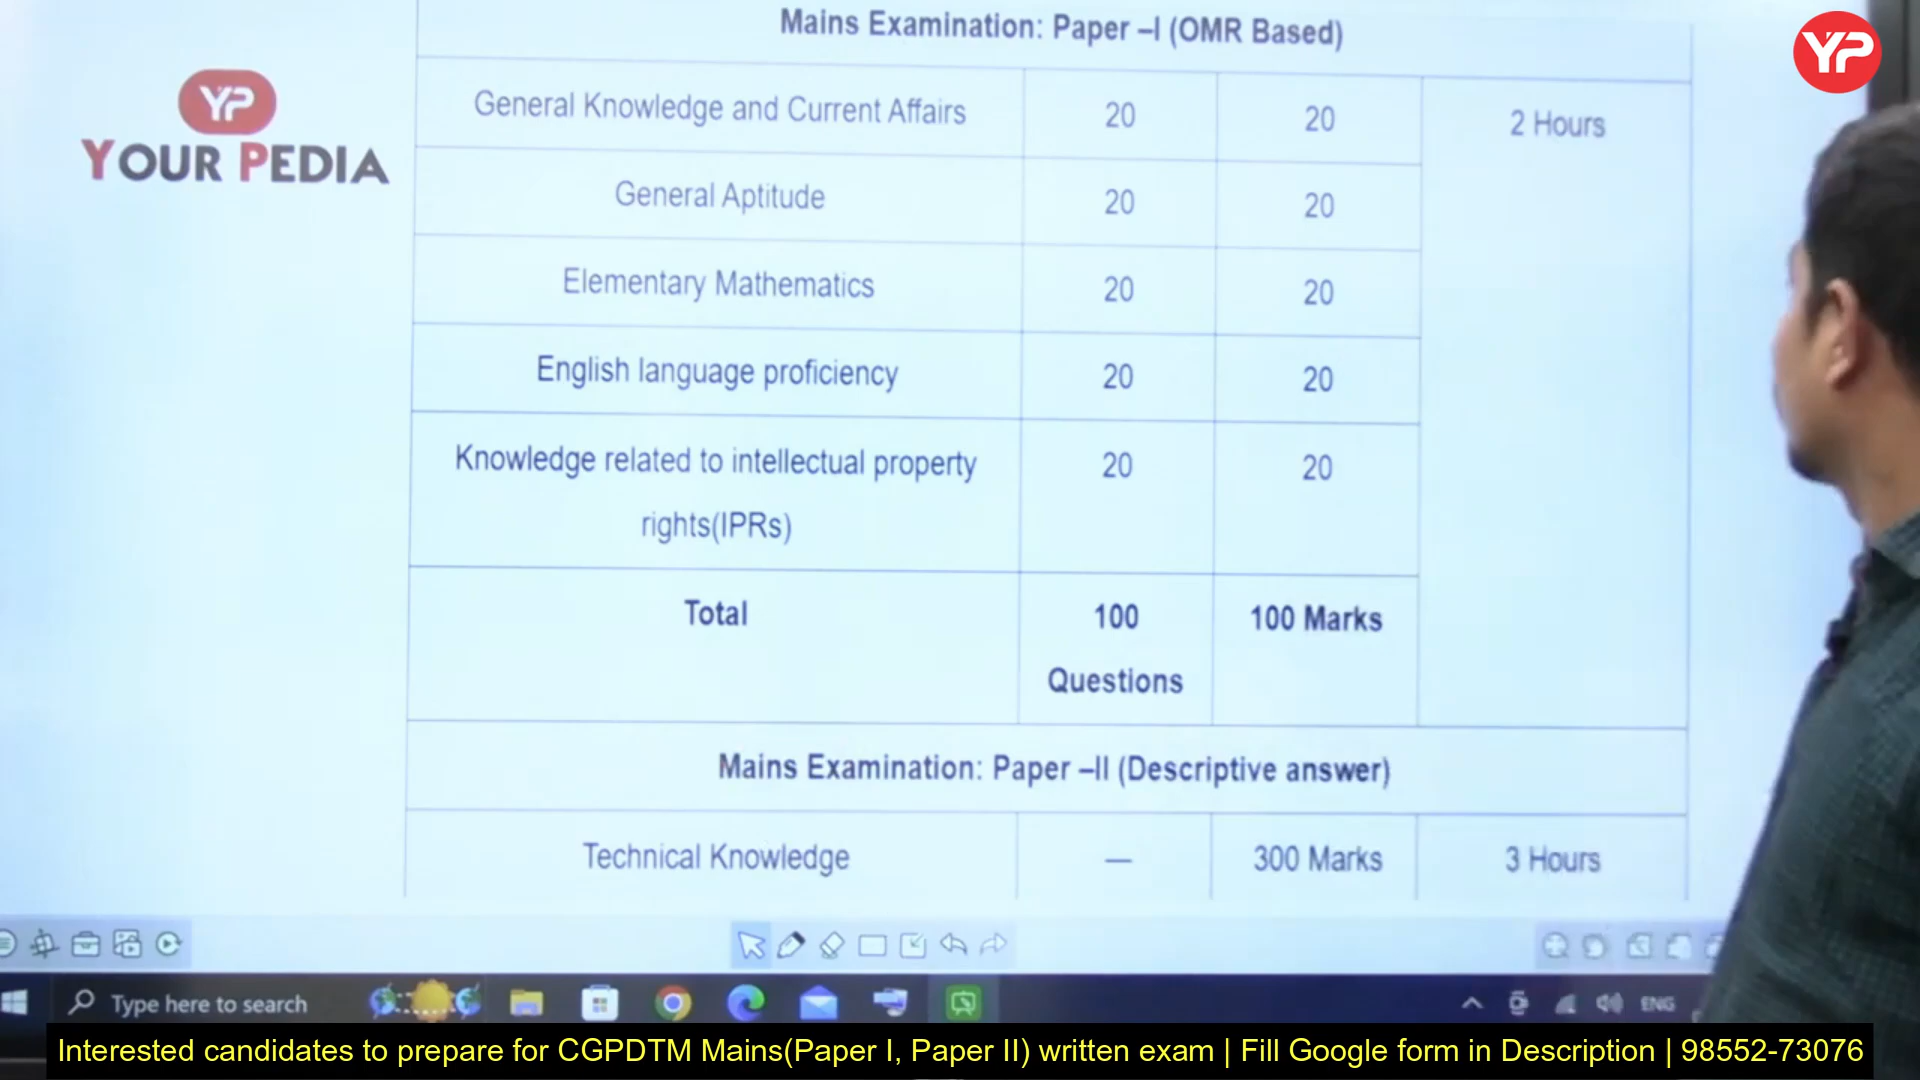 Mains Examination: Paper –I (OMR Based)
YP
YP
YOUR PEDIA
General Knowledge and Current Affairs 20 20 2 Hours
General Aptitude 20 20
Elementary Mathematics 20 20
English language proficiency 20 20
Knowledge related to intellectual property 20 20
rights(IPRs)
Total 100 100 Marks
Questions
Mains Examination: Paper –II (Descriptive answer)
Technical Knowledge — 300 Marks 3 Hours
Type here to search
ENG
Interested candidates to prepare for CGPDTM Mains(Paper I, Paper II) written exam | Fill Google form in Description | 98552-73076